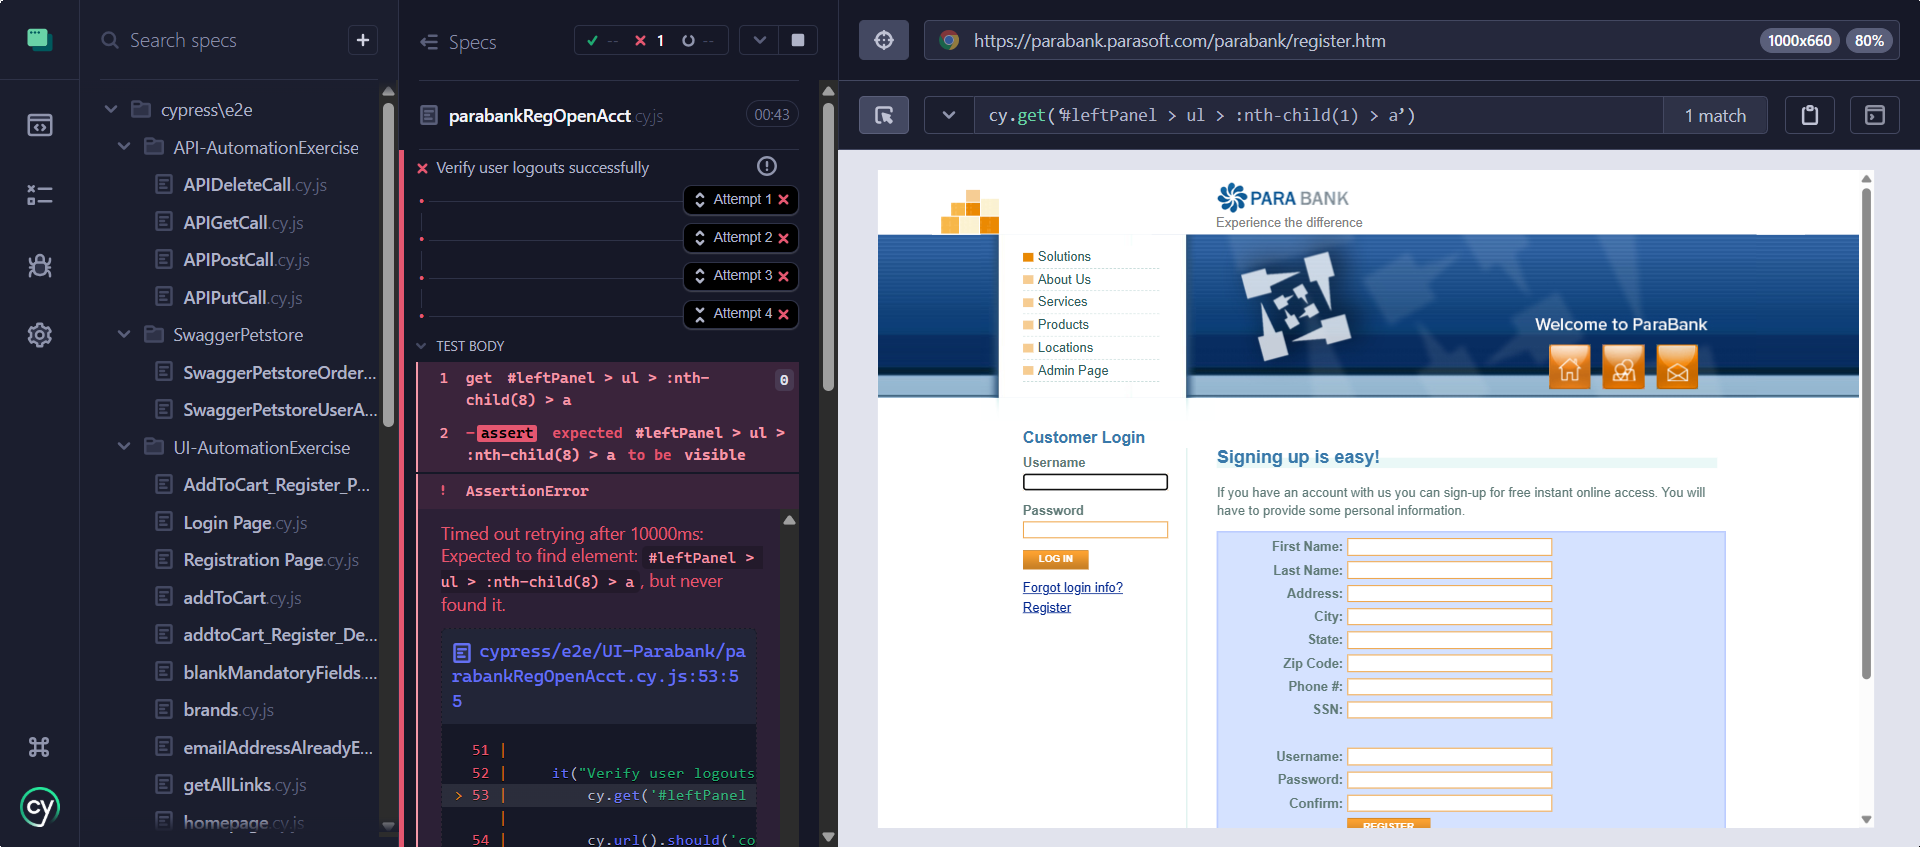 Search specs
+
cypress\e2e
API-AutomationExercise
APIDeleteCall.cy.js
APIGetCall.cy.js
APIPostCall.cy.js
APIPutCall.cy.js
SwaggerPetstore
SwaggerPetstoreOrder...
SwaggerPetstoreUserA...
UI-AutomationExercise
AddToCart_Register_P...
Login Page.cy.js
Registration Page.cy.js
addToCart.cy.js
addtoCart_Register_De...
blankMandatoryFields....
brands.cy.js
emailAddressAlreadyE...
getAllLinks.cy.js
homepage.cy.js
cy
Specs
-- 1 --
parabankRegOpenAcct.cy.js 00:43
Verify user logouts successfully
Attempt 1
Attempt 2
Attempt 3
Attempt 4
TEST BODY
1 get #leftPanel > ul > :nth-
child(8) > a 0
2 -assert expected #leftPanel > ul >
:nth-child(8) > a to be visible
! AssertionError
Timed out retrying after 10000ms:
Expected to find element: #leftPanel >
ul > :nth-child(8) > a, but never
found it.
cypress/e2e/UI-Parabank/pa
rabankRegOpenAcct.cy.js:53:5
5
51 |
52 | it("Verify user logouts
> 53 | cy.get('#leftPanel
|
54 | cy.url().should('co
https://parabank.parasoft.com/parabank/register.htm 1000x660 80%
cy.get('#leftPanel > ul > :nth-child(1) > a') 1 match
PARA BANK
Experience the difference
Solutions
About Us
Services
Products
Locations
Admin Page
Welcome to ParaBank
Customer Login
Username
Password
LOG IN
Forgot login info?
Register
Signing up is easy!
If you have an account with us you can sign-up for free instant online access. You will
have to provide some personal information.
First Name:
Last Name:
Address:
City:
State:
Zip Code:
Phone #:
SSN:
Username:
Password:
Confirm:
REGISTER